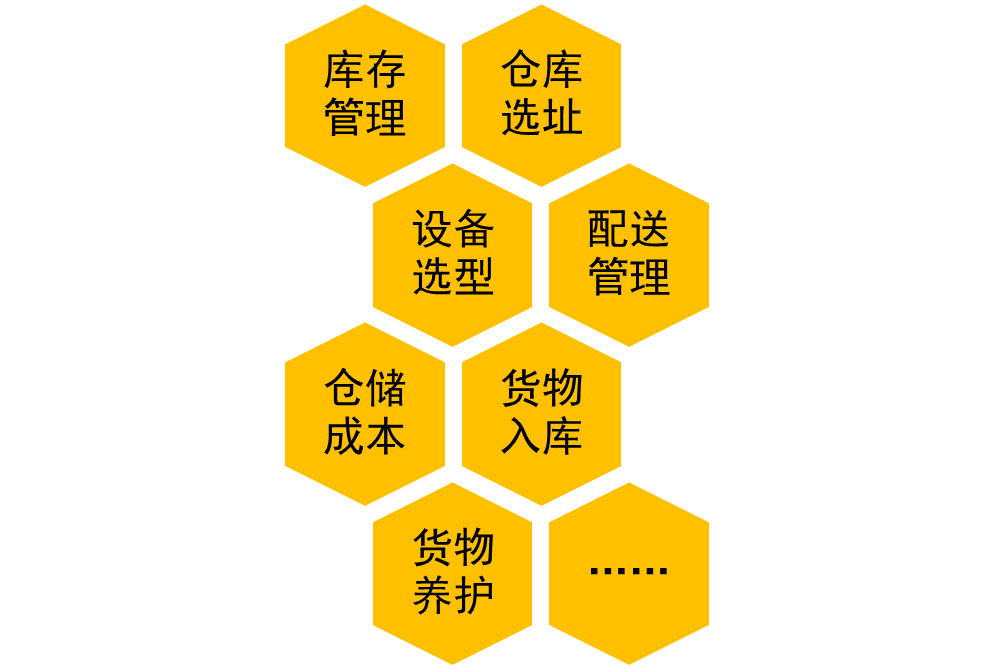 库存
管理
仓库
选址
设备
选型
配送
管理
仓储
成本
货物
入库
货物
养护
……